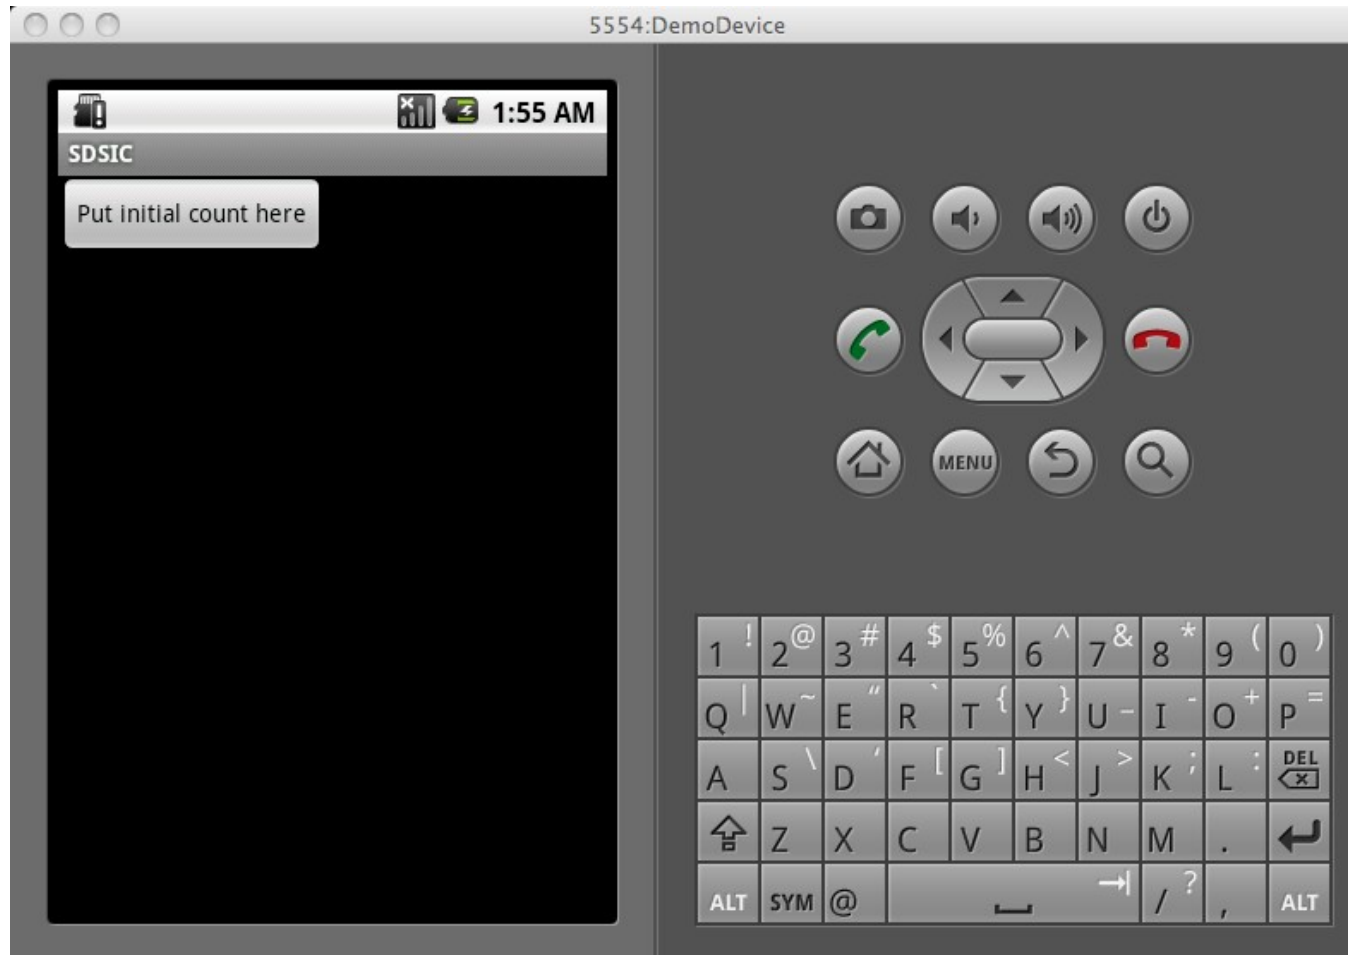 5554:DemoDevice
1:55 AM
SDSIC
Put initial count here
MENU
1 ! 2 @ 3 # 4 $ 5 % 6 ^ 7 & 8 * 9 ( 0 )
Q | W ~ E " R ` T { Y } U _ I - O + P =
A S \ D ' F [ G ] H < J > K ; L : DEL
Z X C V B N M .
ALT SYM @ / ? , ALT